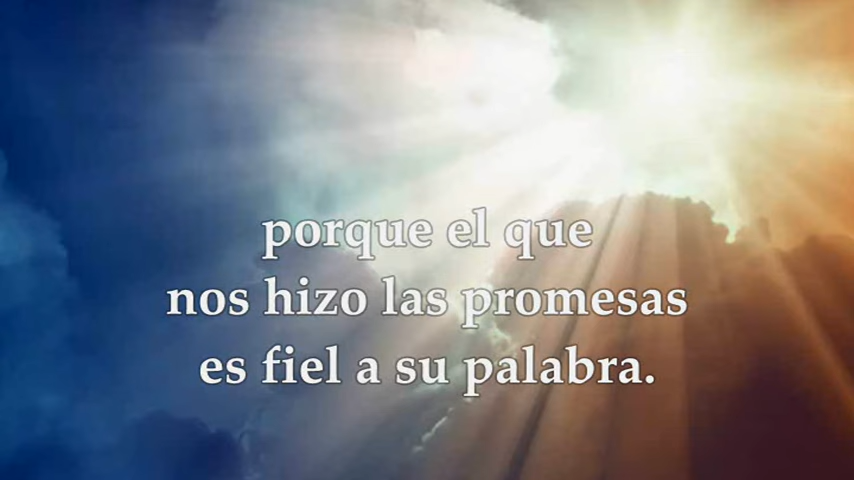 porque el que
nos hizo las promesas
es fiel a su palabra.